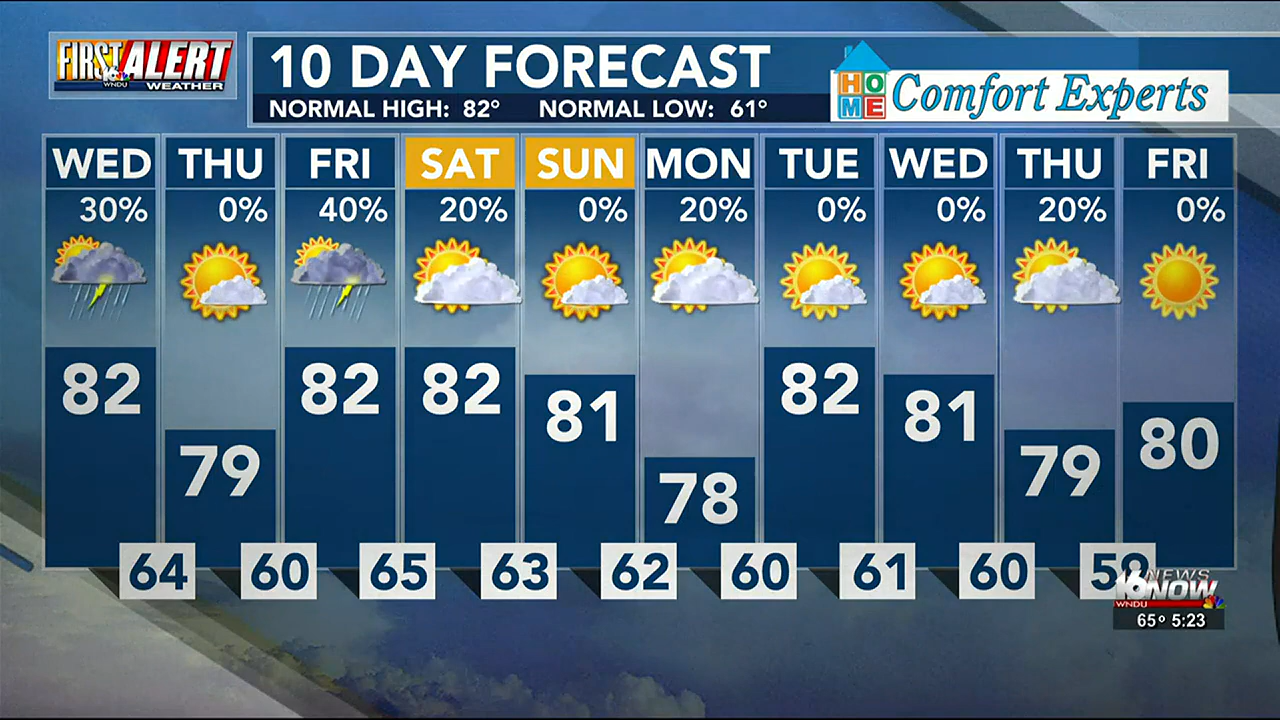 FIRST ALERT
16 WNDU
WEATHER
10 DAY FORECAST
NORMAL HIGH: 82° NORMAL LOW: 61°
HOME Comfort Experts
WED THU FRI SAT SUN MON TUE WED THU FRI
30% 0% 40% 20% 0% 20% 0% 0% 20% 0%
82 79 82 82 81 78 82 81 79 80
64 60 65 63 62 60 61 60
16 NEWS NOW
WNDU
65° 5:23